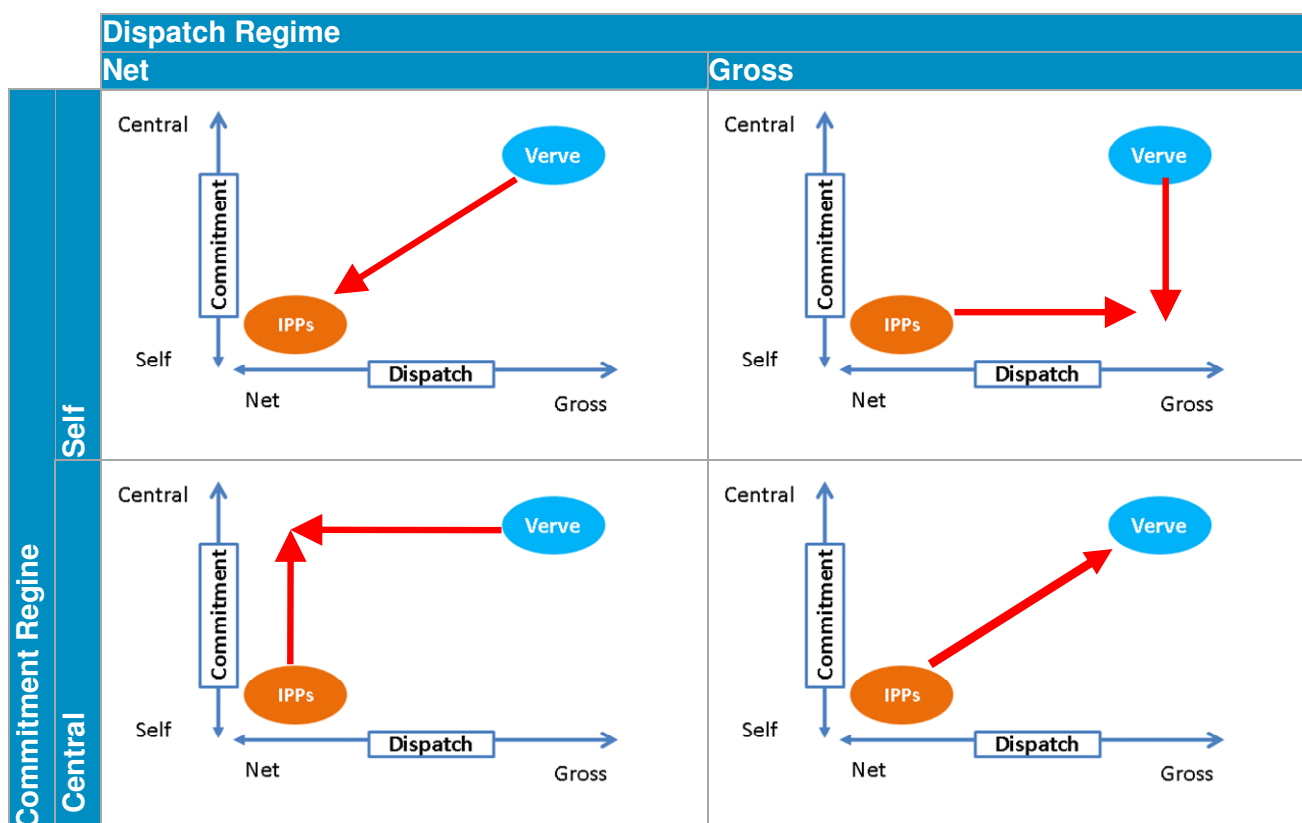 Dispatch Regime
Net
Gross
Commitment Regine
Self
Central
Verve
Commitment
IPPs
Self
Dispatch
Net
Gross
Central
Verve
Commitment
IPPs
Self
Dispatch
Net
Gross
Central
Central
Verve
Commitment
IPPs
Self
Dispatch
Net
Gross
Central
Verve
Commitment
IPPs
Self
Dispatch
Net
Gross